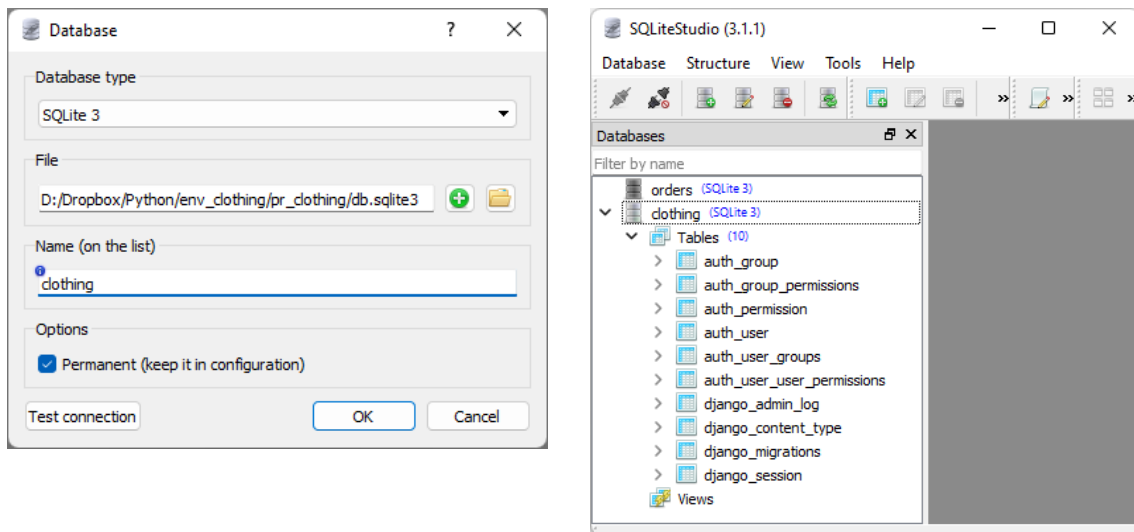 Database
?
Database type
SQLite 3
File
D:/Dropbox/Python/env_clothing/pr_clothing/db.sqlite3
Name (on the list)
clothing
Options
Permanent (keep it in configuration)
Test connection
OK
Cancel
SQLiteStudio (3.1.1)
Database Structure View Tools Help
Databases
Filter by name
orders (SQLite 3)
clothing (SQLite 3)
Tables (10)
auth_group
auth_group_permissions
auth_permission
auth_user
auth_user_groups
auth_user_user_permissions
django_admin_log
django_content_type
django_migrations
django_session
Views